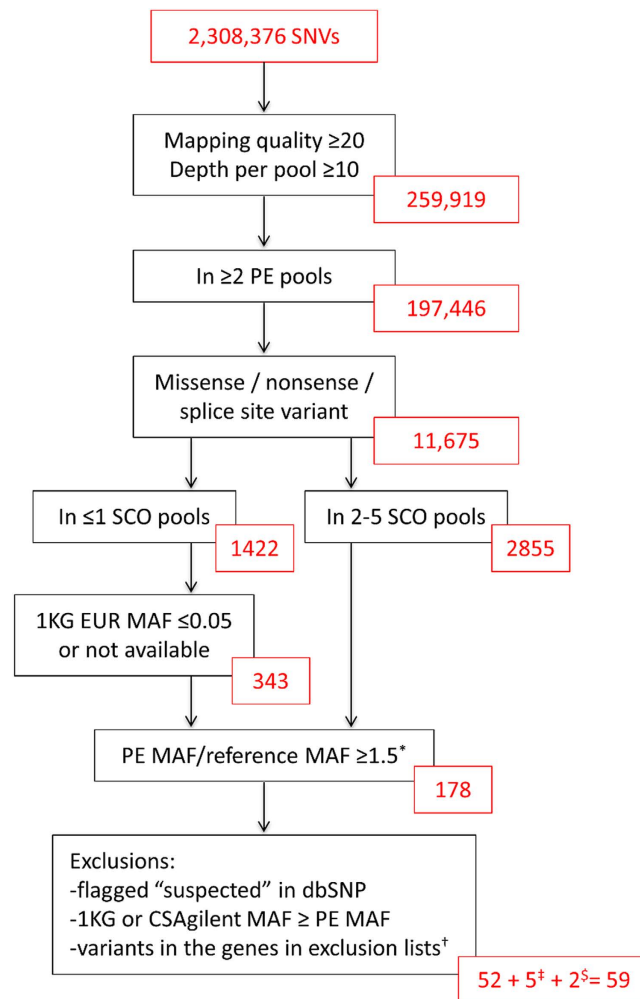 2,308,376 SNVs
Mapping quality ≥20
Depth per pool ≥10
259,919
In ≥2 PE pools
197,446
Missense / nonsense /
splice site variant
11,675
In ≤1 SCO pools
1422
In 2-5 SCO pools
2855
1KG EUR MAF ≤0.05
or not available
343
PE MAF/reference MAF ≥1.5*
178
Exclusions:
-flagged “suspected” in dbSNP
-1KG or CSAgilent MAF ≥ PE MAF
-variants in the genes in exclusion lists†
52 + 5‡ + 2$= 59